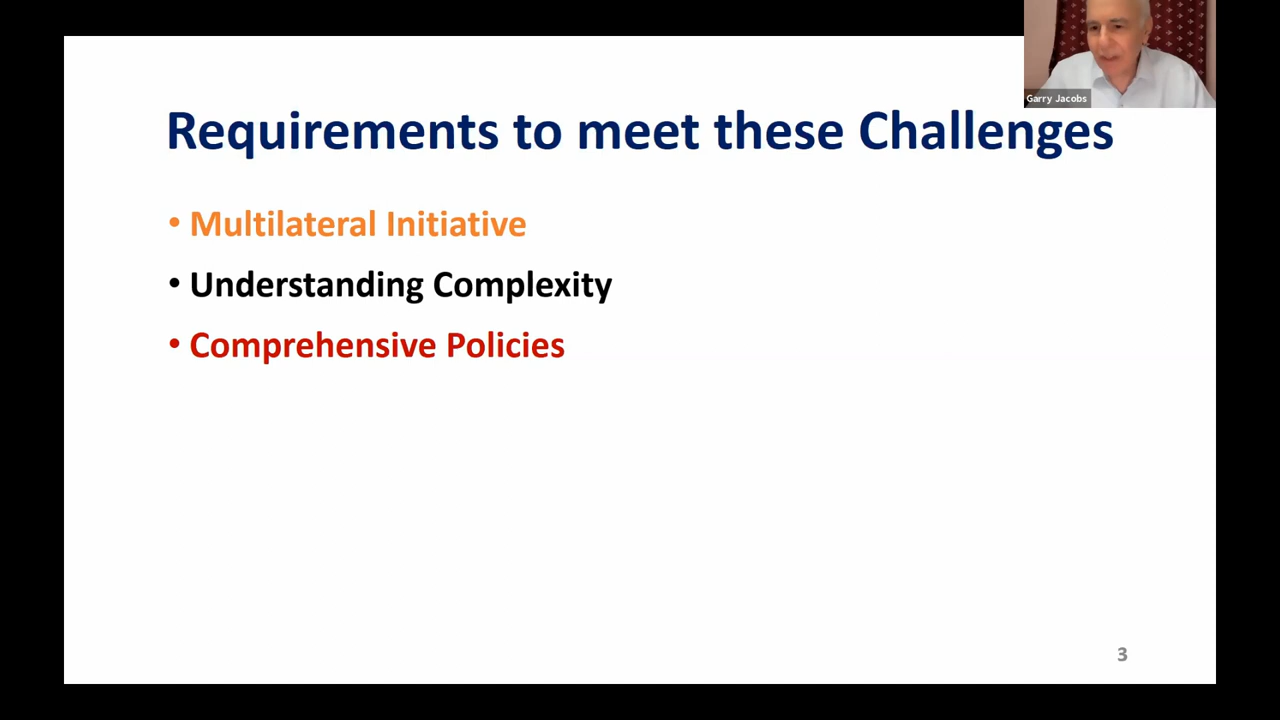 Garry Jacobs
Requirements to meet these Challenges
• Multilateral Initiative
• Understanding Complexity
• Comprehensive Policies
3